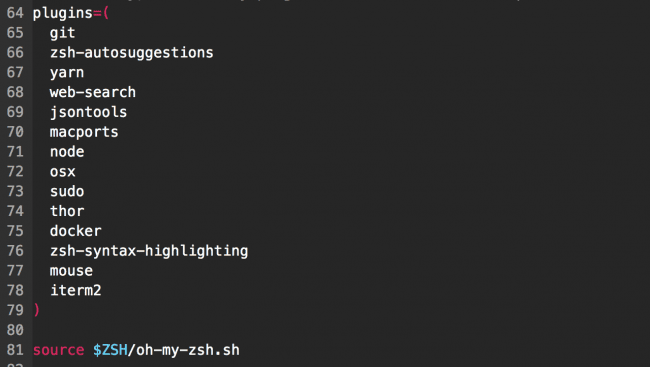 64 plugins=(
65 git
66 zsh-autosuggestions
67 yarn
68 web-search
69 jsontools
70 macports
71 node
72 osx
73 sudo
74 thor
75 docker
76 zsh-syntax-highlighting
77 mouse
78 iterm2
79 )
80
81 source $ZSH/oh-my-zsh.sh